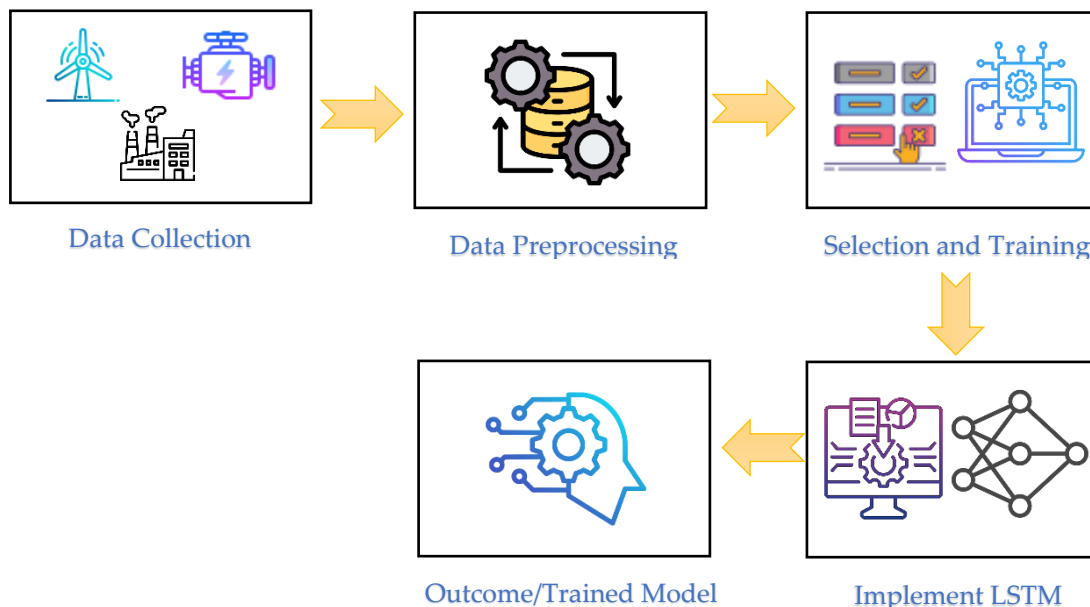 Data Collection
Data Preprocessing
Selection and Training
Outcome/Trained Model
Implement LSTM